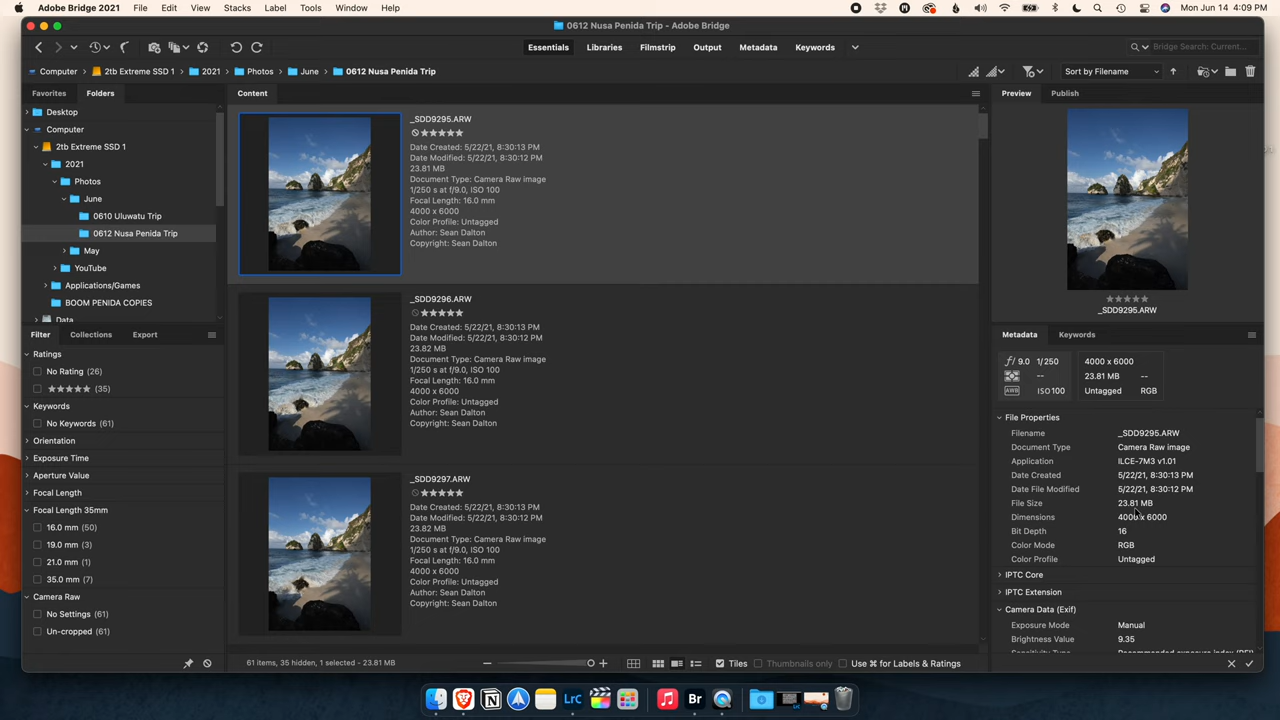 Adobe Bridge 2021 File Edit View Stacks Label Tools Window Help Mon Jun 14 4:09 PM
0612 Nusa Penida Trip - Adobe Bridge
Essentials Libraries Filmstrip Output Metadata Keywords Bridge Search: Current...
Computer 2tb Extreme SSD 1 2021 Photos June 0612 Nusa Penida Trip Sort by Filename
Favorites Folders
Desktop
Computer
2tb Extreme SSD 1
2021
Photos
June
0610 Uluwatu Trip
0612 Nusa Penida Trip
May
YouTube
Applications/Games
BOOM PENIDA COPIES
Data
Filter Collections Export
Ratings
No Rating (26)
★★★★★ (35)
Keywords
No Keywords (61)
Orientation
Exposure Time
Aperture Value
Focal Length
Focal Length 35mm
16.0 mm (50)
19.0 mm (3)
21.0 mm (1)
35.0 mm (7)
Camera Raw
No Settings (61)
Un-cropped (61)
Content
_SDD9295.ARW
★★★★★
Date Created: 5/22/21, 8:30:13 PM
Date Modified: 5/22/21, 8:30:12 PM
23.81 MB
Document Type: Camera Raw image
1/250 s at f/9.0, ISO 100
Focal Length: 16.0 mm
4000 x 6000
Color Profile: Untagged
Author: Sean Dalton
Copyright: Sean Dalton
_SDD9296.ARW
★★★★★
Date Created: 5/22/21, 8:30:13 PM
Date Modified: 5/22/21, 8:30:12 PM
23.82 MB
Document Type: Camera Raw image
1/250 s at f/9.0, ISO 100
Focal Length: 16.0 mm
4000 x 6000
Color Profile: Untagged
Author: Sean Dalton
Copyright: Sean Dalton
_SDD9297.ARW
★★★★★
Date Created: 5/22/21, 8:30:13 PM
Date Modified: 5/22/21, 8:30:12 PM
23.82 MB
Document Type: Camera Raw image
1/250 s at f/9.0, ISO 100
Focal Length: 16.0 mm
4000 x 6000
Color Profile: Untagged
Author: Sean Dalton
Copyright: Sean Dalton
61 items, 35 hidden, 1 selected - 23.81 MB Tiles Thumbnails only Use ⌘ for Labels & Ratings
Preview Publish
★★★★★
_SDD9295.ARW
Metadata Keywords
ƒ/ 9.0 1/250 4000 x 6000
-- 23.81 MB --
AWB ISO100 Untagged RGB
File Properties
Filename _SDD9295.ARW
Document Type Camera Raw image
Application ILCE-7M3 v1.01
Date Created 5/22/21, 8:30:13 PM
Date File Modified 5/22/21, 8:30:12 PM
File Size 23.81 MB
Dimensions 4000 x 6000
Bit Depth 16
Color Mode RGB
Color Profile Untagged
IPTC Core
IPTC Extension
Camera Data (Exif)
Exposure Mode Manual
Brightness Value 9.35
Sensitivity Type Recommended exposure index (REI)
LrC Br